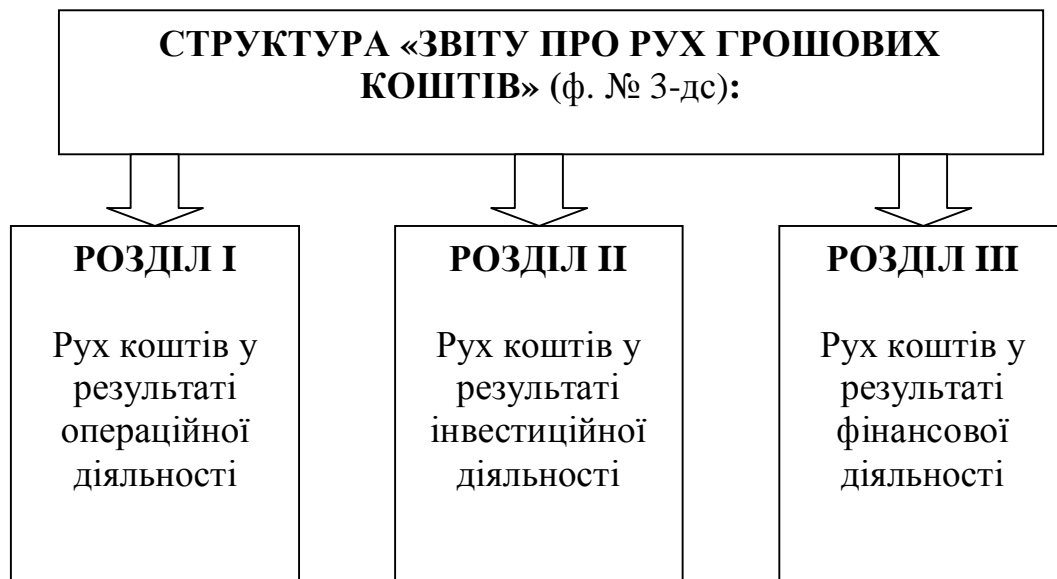 СТРУКТУРА «ЗВІТУ ПРО РУХ ГРОШОВИХ
КОШТІВ» (ф. № 3-дс):
РОЗДІЛ І
Рух коштів у
результаті
операційної
діяльності
РОЗДІЛ ІІ
Рух коштів у
результаті
інвестиційної
діяльності
РОЗДІЛ ІІІ
Рух коштів у
результаті
фінансової
діяльності